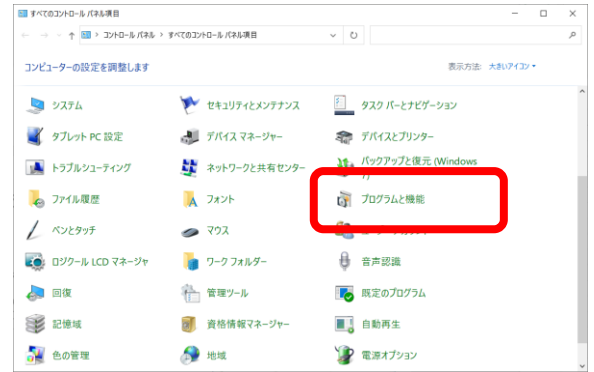 すべてのコントロール パネル項目
コントロール パネル > すべてのコントロール パネル項目
コンピューターの設定を調整します
表示方法: 大きいアイコン
システム
セキュリティとメンテナンス
タスク バーとナビゲーション
タブレット PC 設定
デバイス マネージャー
デバイスとプリンター
トラブルシューティング
ネットワークと共有センター
バックアップと復元 (Windows
ファイル履歴
フォント
プログラムと機能
ペンとタッチ
マウス
ロジクール LCD マネージャ
ワーク フォルダー
音声認識
回復
管理ツール
既定のプログラム
記憶域
資格情報マネージャー
自動再生
色の管理
地域
電源オプション